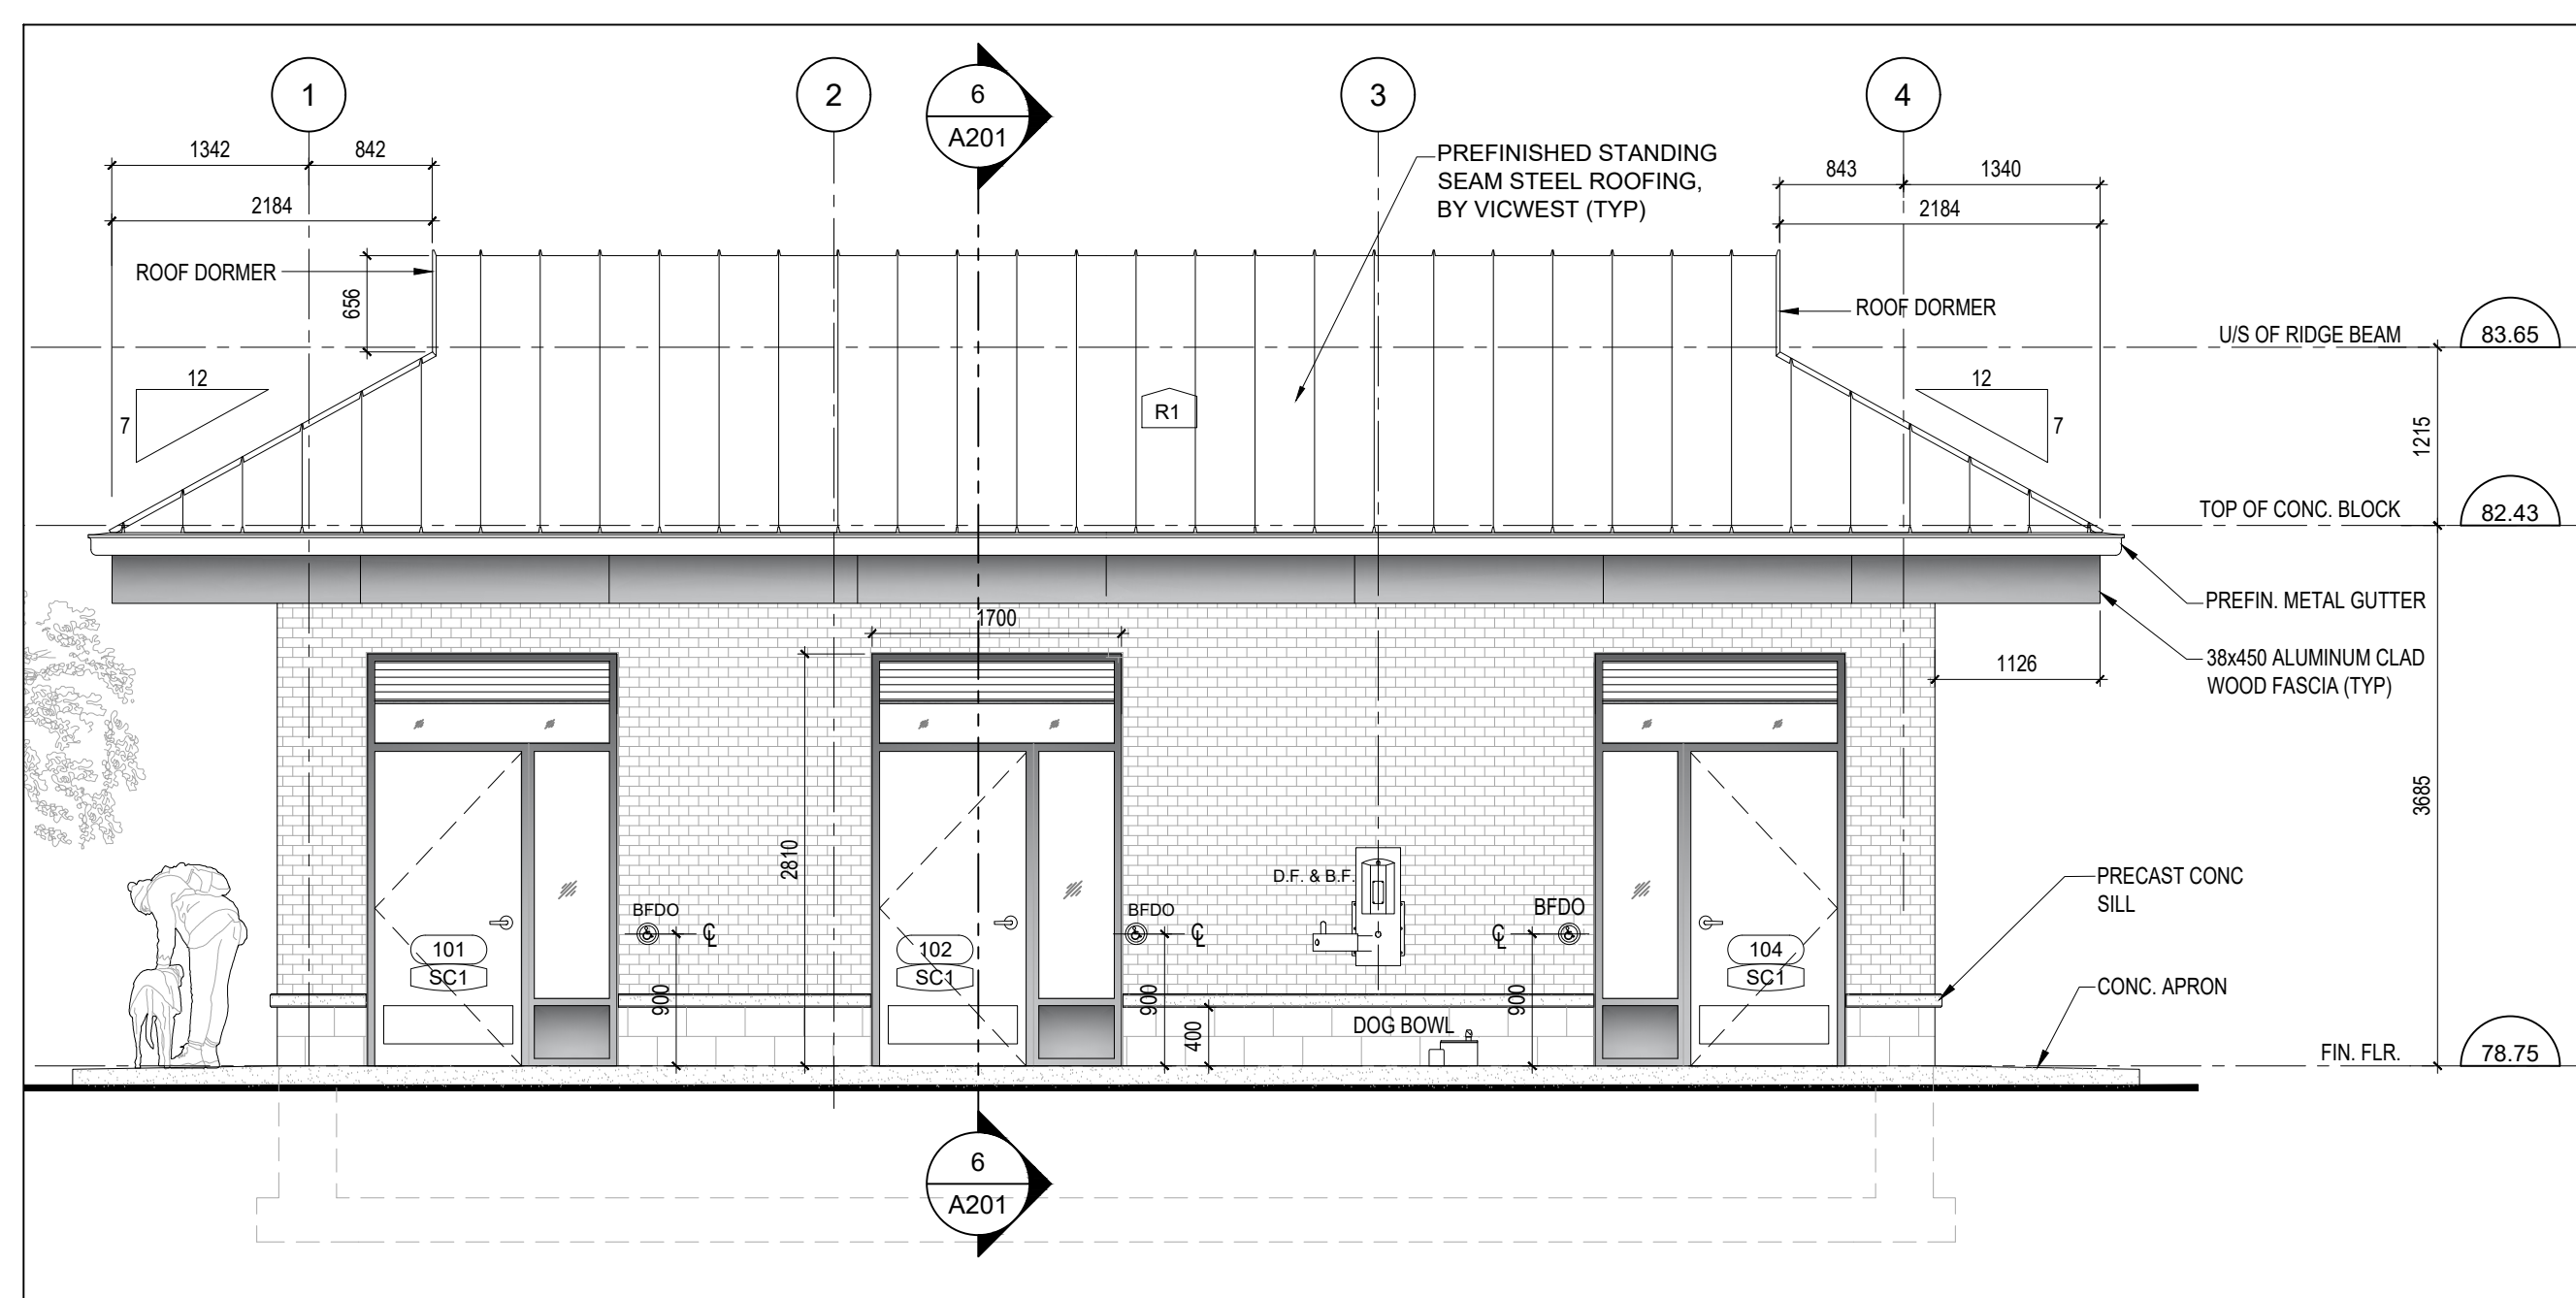 1
2
6
A201
3
4
1342
842
2184
PREFINISHED STANDING
SEAM STEEL ROOFING,
BY VICWEST (TYP)
843
1340
2184
ROOF DORMER
656
ROOF DORMER
U/S OF RIDGE BEAM
83.65
12
7
R1
12
7
1215
TOP OF CONC. BLOCK
82.43
PREFIN. METAL GUTTER
1700
38x450 ALUMINUM CLAD
WOOD FASCIA (TYP)
1126
3685
2810
D.F. & B.F.
PRECAST CONC
SILL
BFDO
BFDO
BFDO
℄
℄
℄
101
SC1
102
SC1
104
SC1
900
900
900
400
DOG BOWL
CONC. APRON
FIN. FLR.
78.75
6
A201